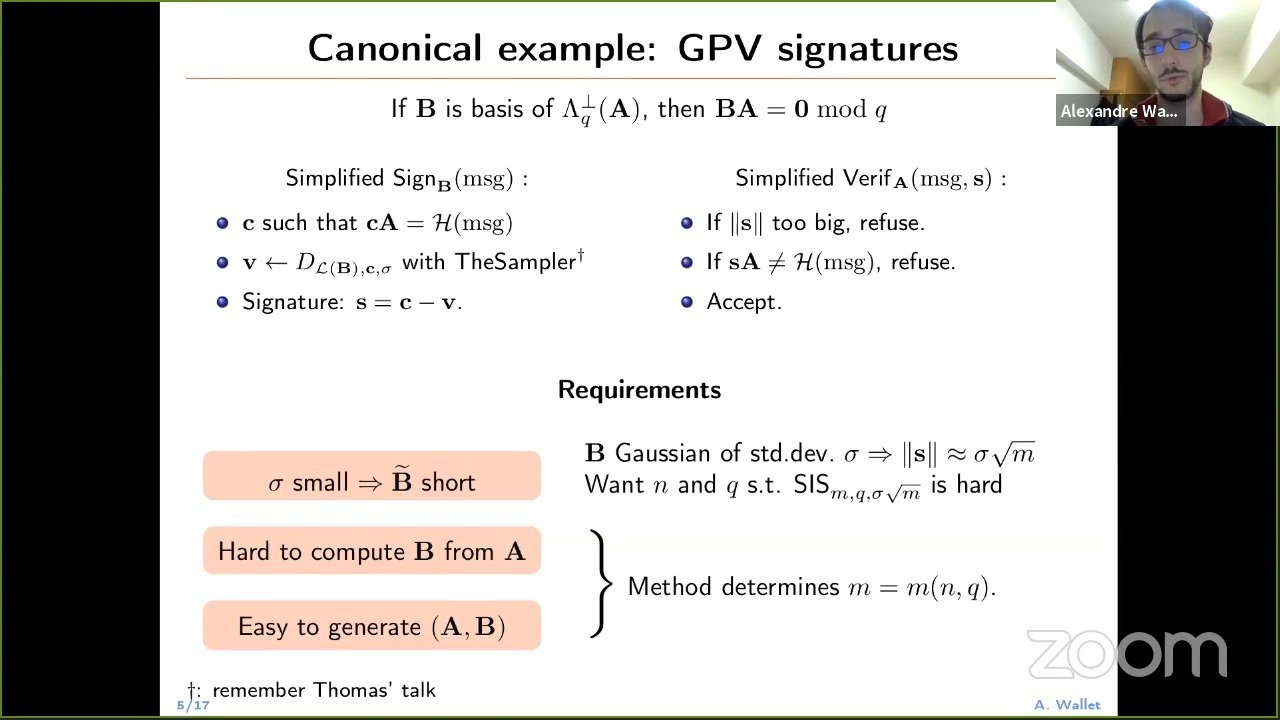 Canonical example: GPV signatures
If B is basis of Λ_q^⊥(A), then BA = 0 mod q
Alexandre Wa...
Simplified Sign_B(msg) :
c such that cA = ℋ(msg)
v ← D_{ℒ(B),c,σ} with TheSampler†
Signature: s = c − v.
Simplified Verif_A(msg, s) :
If ‖s‖ too big, refuse.
If sA ≠ ℋ(msg), refuse.
Accept.
Requirements
σ small ⇒ B̃ short
B Gaussian of std.dev. σ ⇒ ‖s‖ ≈ σ√m
Want n and q s.t. SIS_{m,q,σ√m} is hard
Hard to compute B from A
Easy to generate (A, B)
Method determines m = m(n, q).
†: remember Thomas' talk
5/17
A. Wallet
zoom